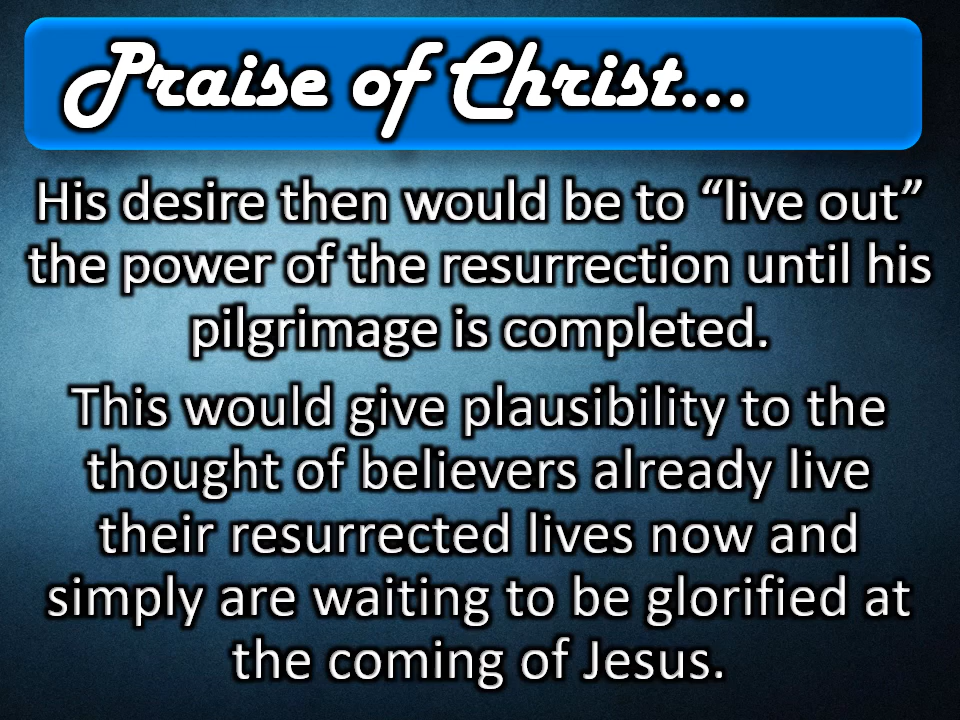 Praise of Christ...
His desire then would be to “live out”
the power of the resurrection until his
pilgrimage is completed.
This would give plausibility to the
thought of believers already live
their resurrected lives now and
simply are waiting to be glorified at
the coming of Jesus.